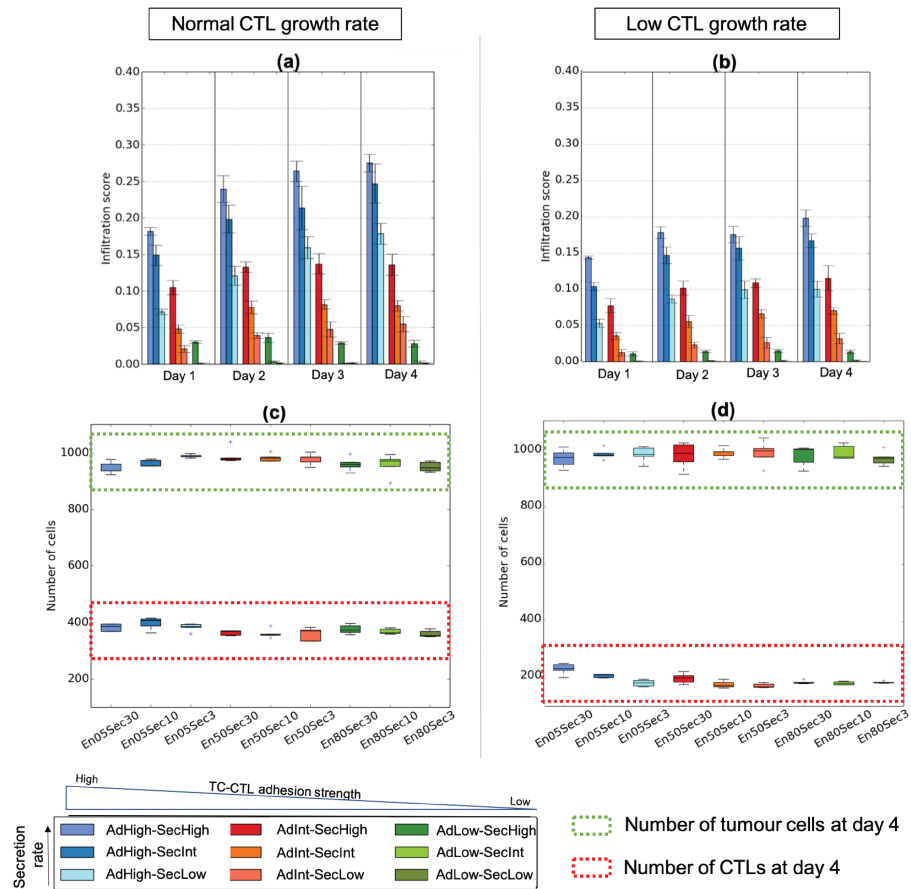 Normal CTL growth rate
Low CTL growth rate
(a)
0.40
0.35
0.30
0.25
0.20
0.15
0.10
0.05
0.00
Infiltration score
Day 1
Day 2
Day 3
Day 4
(b)
0.40
0.35
0.30
0.25
0.20
0.15
0.10
0.05
0.00
Infiltration score
Day 1
Day 2
Day 3
Day 4
(c)
1000
800
600
400
200
Number of cells
En05Sec30
En05Sec10
En05Sec3
En50Sec30
En50Sec10
En50Sec3
En80Sec30
En80Sec10
En80Sec3
(d)
1000
800
600
400
200
Number of cells
En05Sec30
En05Sec10
En05Sec3
En50Sec30
En50Sec10
En50Sec3
En80Sec30
En80Sec10
En80Sec3
High
TC-CTL adhesion strength
Low
Secretion
rate
AdHigh-SecHigh
AdInt-SecHigh
AdLow-SecHigh
AdHigh-SecInt
AdInt-SecInt
AdLow-SecInt
AdHigh-SecLow
AdInt-SecLow
AdLow-SecLow
Number of tumour cells at day 4
Number of CTLs at day 4